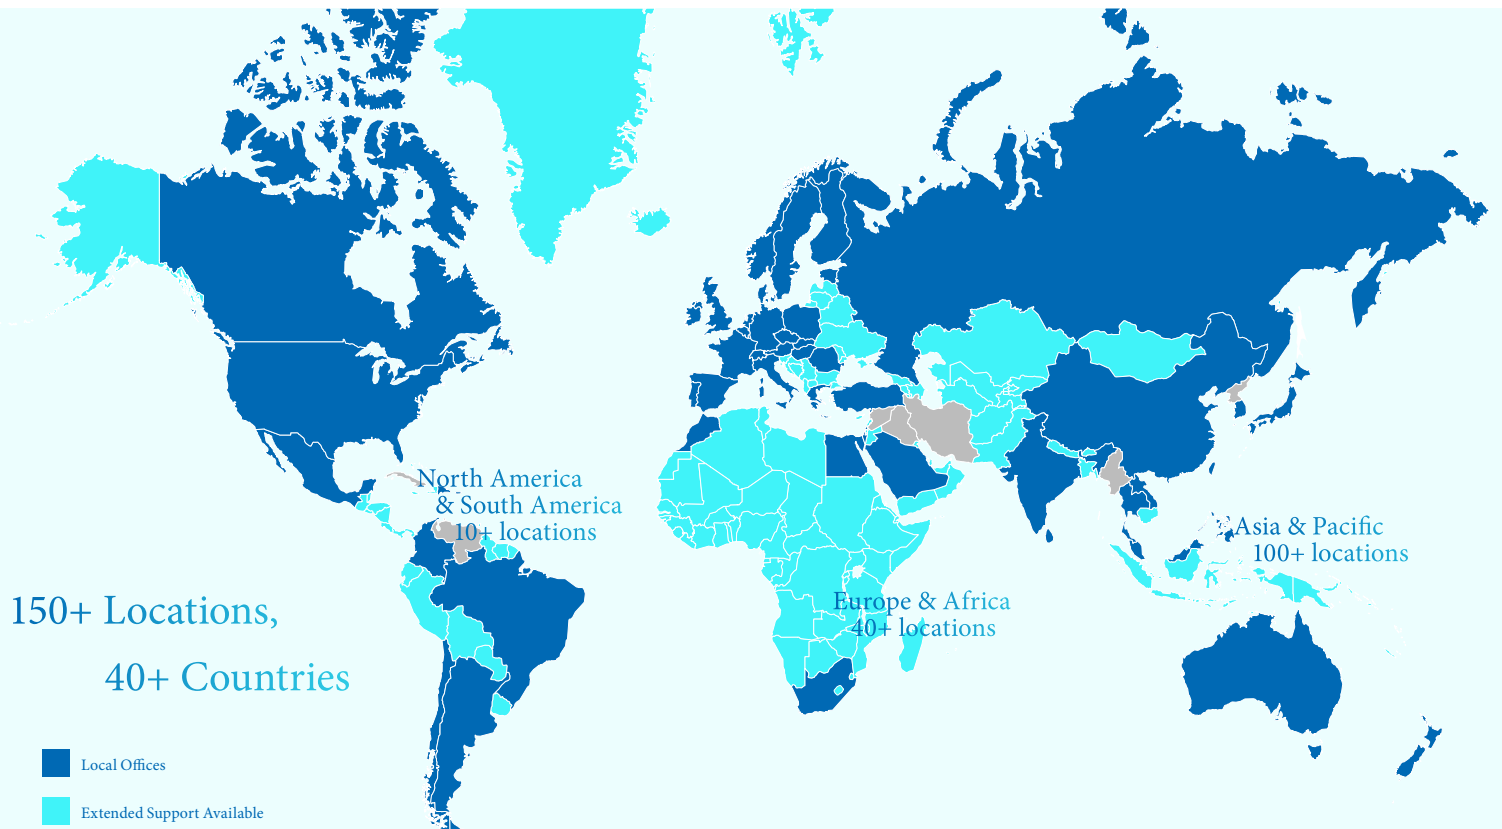 North America
& South America
10+ locations
Asia & Pacific
100+ locations
Europe & Africa
40+ locations
150+ Locations,
40+ Countries
Local Offices
Extended Support Available